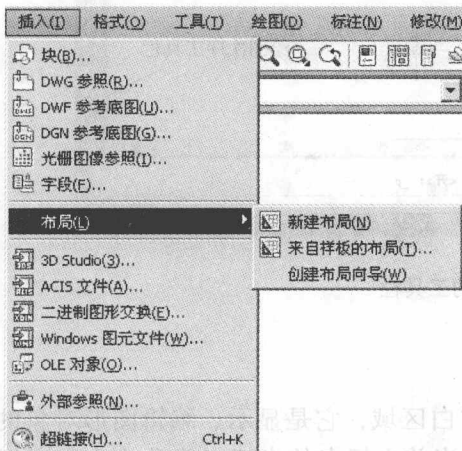 插入(I) 格式(O) 工具(T) 绘图(D) 标注(N) 修改(M)
块(B)...
DWG 参照(R)...
DWF 参考底图(U)...
DGN 参考底图(G)...
光栅图像参照(I)...
字段(F)...
布局(L)
新建布局(N)
来自样板的布局(T)...
创建布局向导(W)
3D Studio(3)...
ACIS 文件(A)...
二进制图形交换(E)...
Windows 图元文件(W)...
OLE 对象(O)...
外部参照(N)...
超链接(H)... Ctrl+K